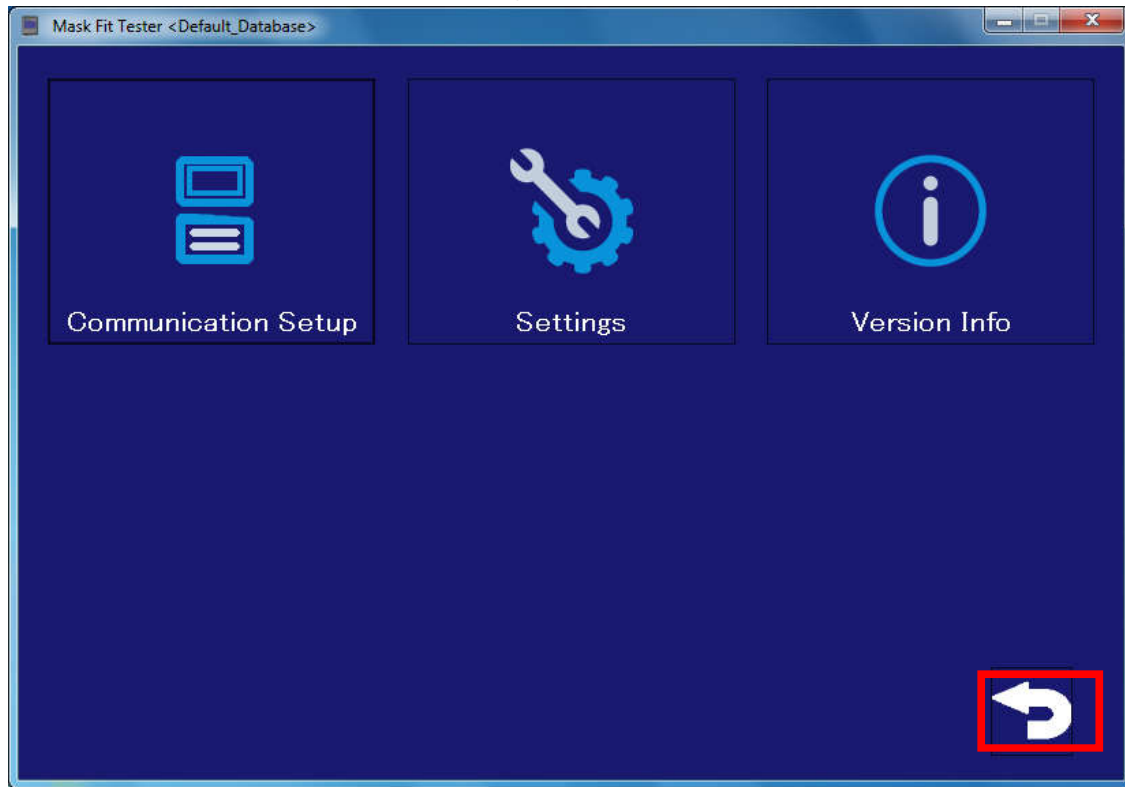 Mask Fit Tester <Default_Database>
Communication Setup
Settings
Version Info